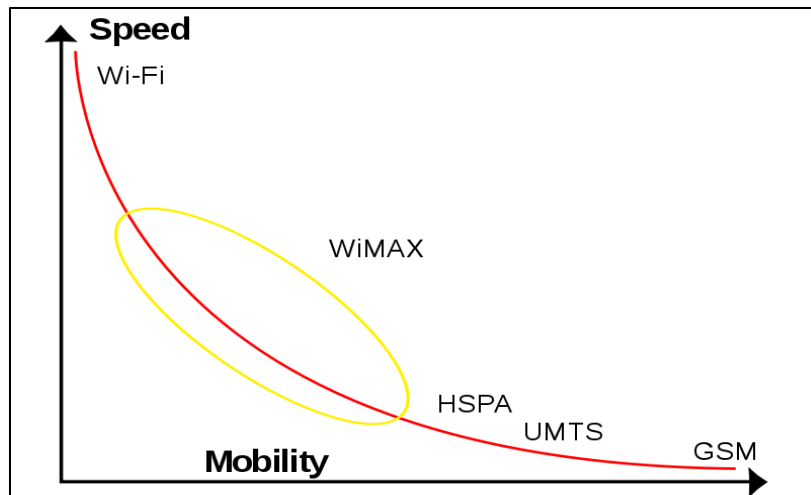 Speed
Wi-Fi
WiMAX
HSPA
UMTS
GSM
Mobility